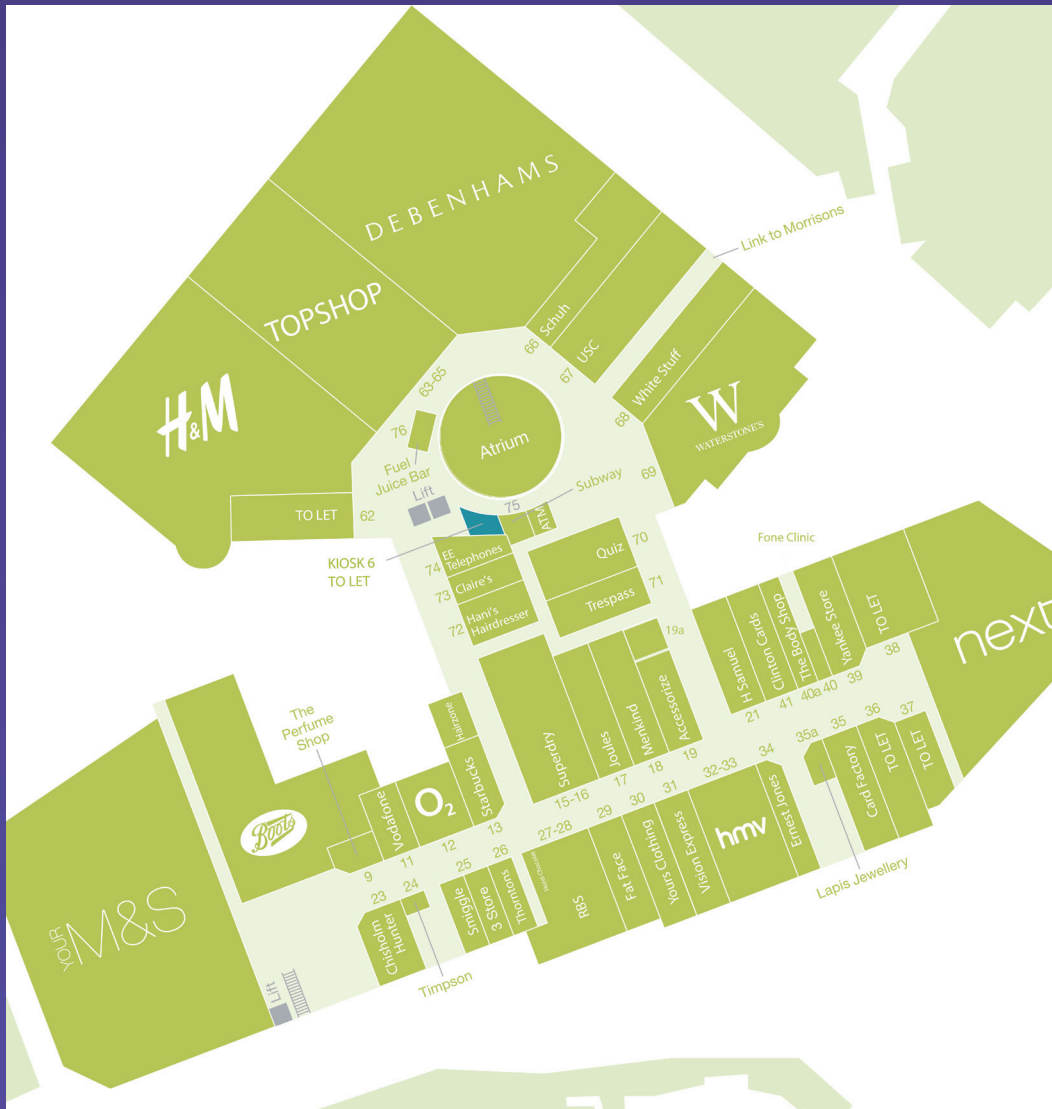 DEBENHAMS
Link to Morrisons
TOPSHOP
Schuh
66
USC
67
63-65
White Stuff
68
H&M
W
WATERSTONE'S
76
Atrium
Fuel
Juice Bar
Lift
69
Subway
75
ATM
TO LET
62
KIOSK 6
TO LET
EE
Telephones
74
Claire's
73
Hani's
Hairdresser
72
Quiz
70
Trespass
71
Fone Clinic
19a
H Samuel
Clinton Cards
The Body Shop
Yankee Store
TO LET
next
21
41
40a
40
39
38
The
Perfume
Shop
Hairzone
Superdry
Joules
Menkind
Accessorize
Boots
Vodafone
O2
Starbucks
9
11
12
13
15-16
17
18
19
23
24
25
26
27-28
29
30
31
32-33
34
35a
35
36
37
YOUR
M&S
Chisholm
Hunter
Timpson
Smiggle
3 Store
Thorntons
RBS
Fat Face
Yours Clothing
Vision Express
hmv
Ernest Jones
Lapis Jewellery
Card Factory
TO LET
TO LET
Lift